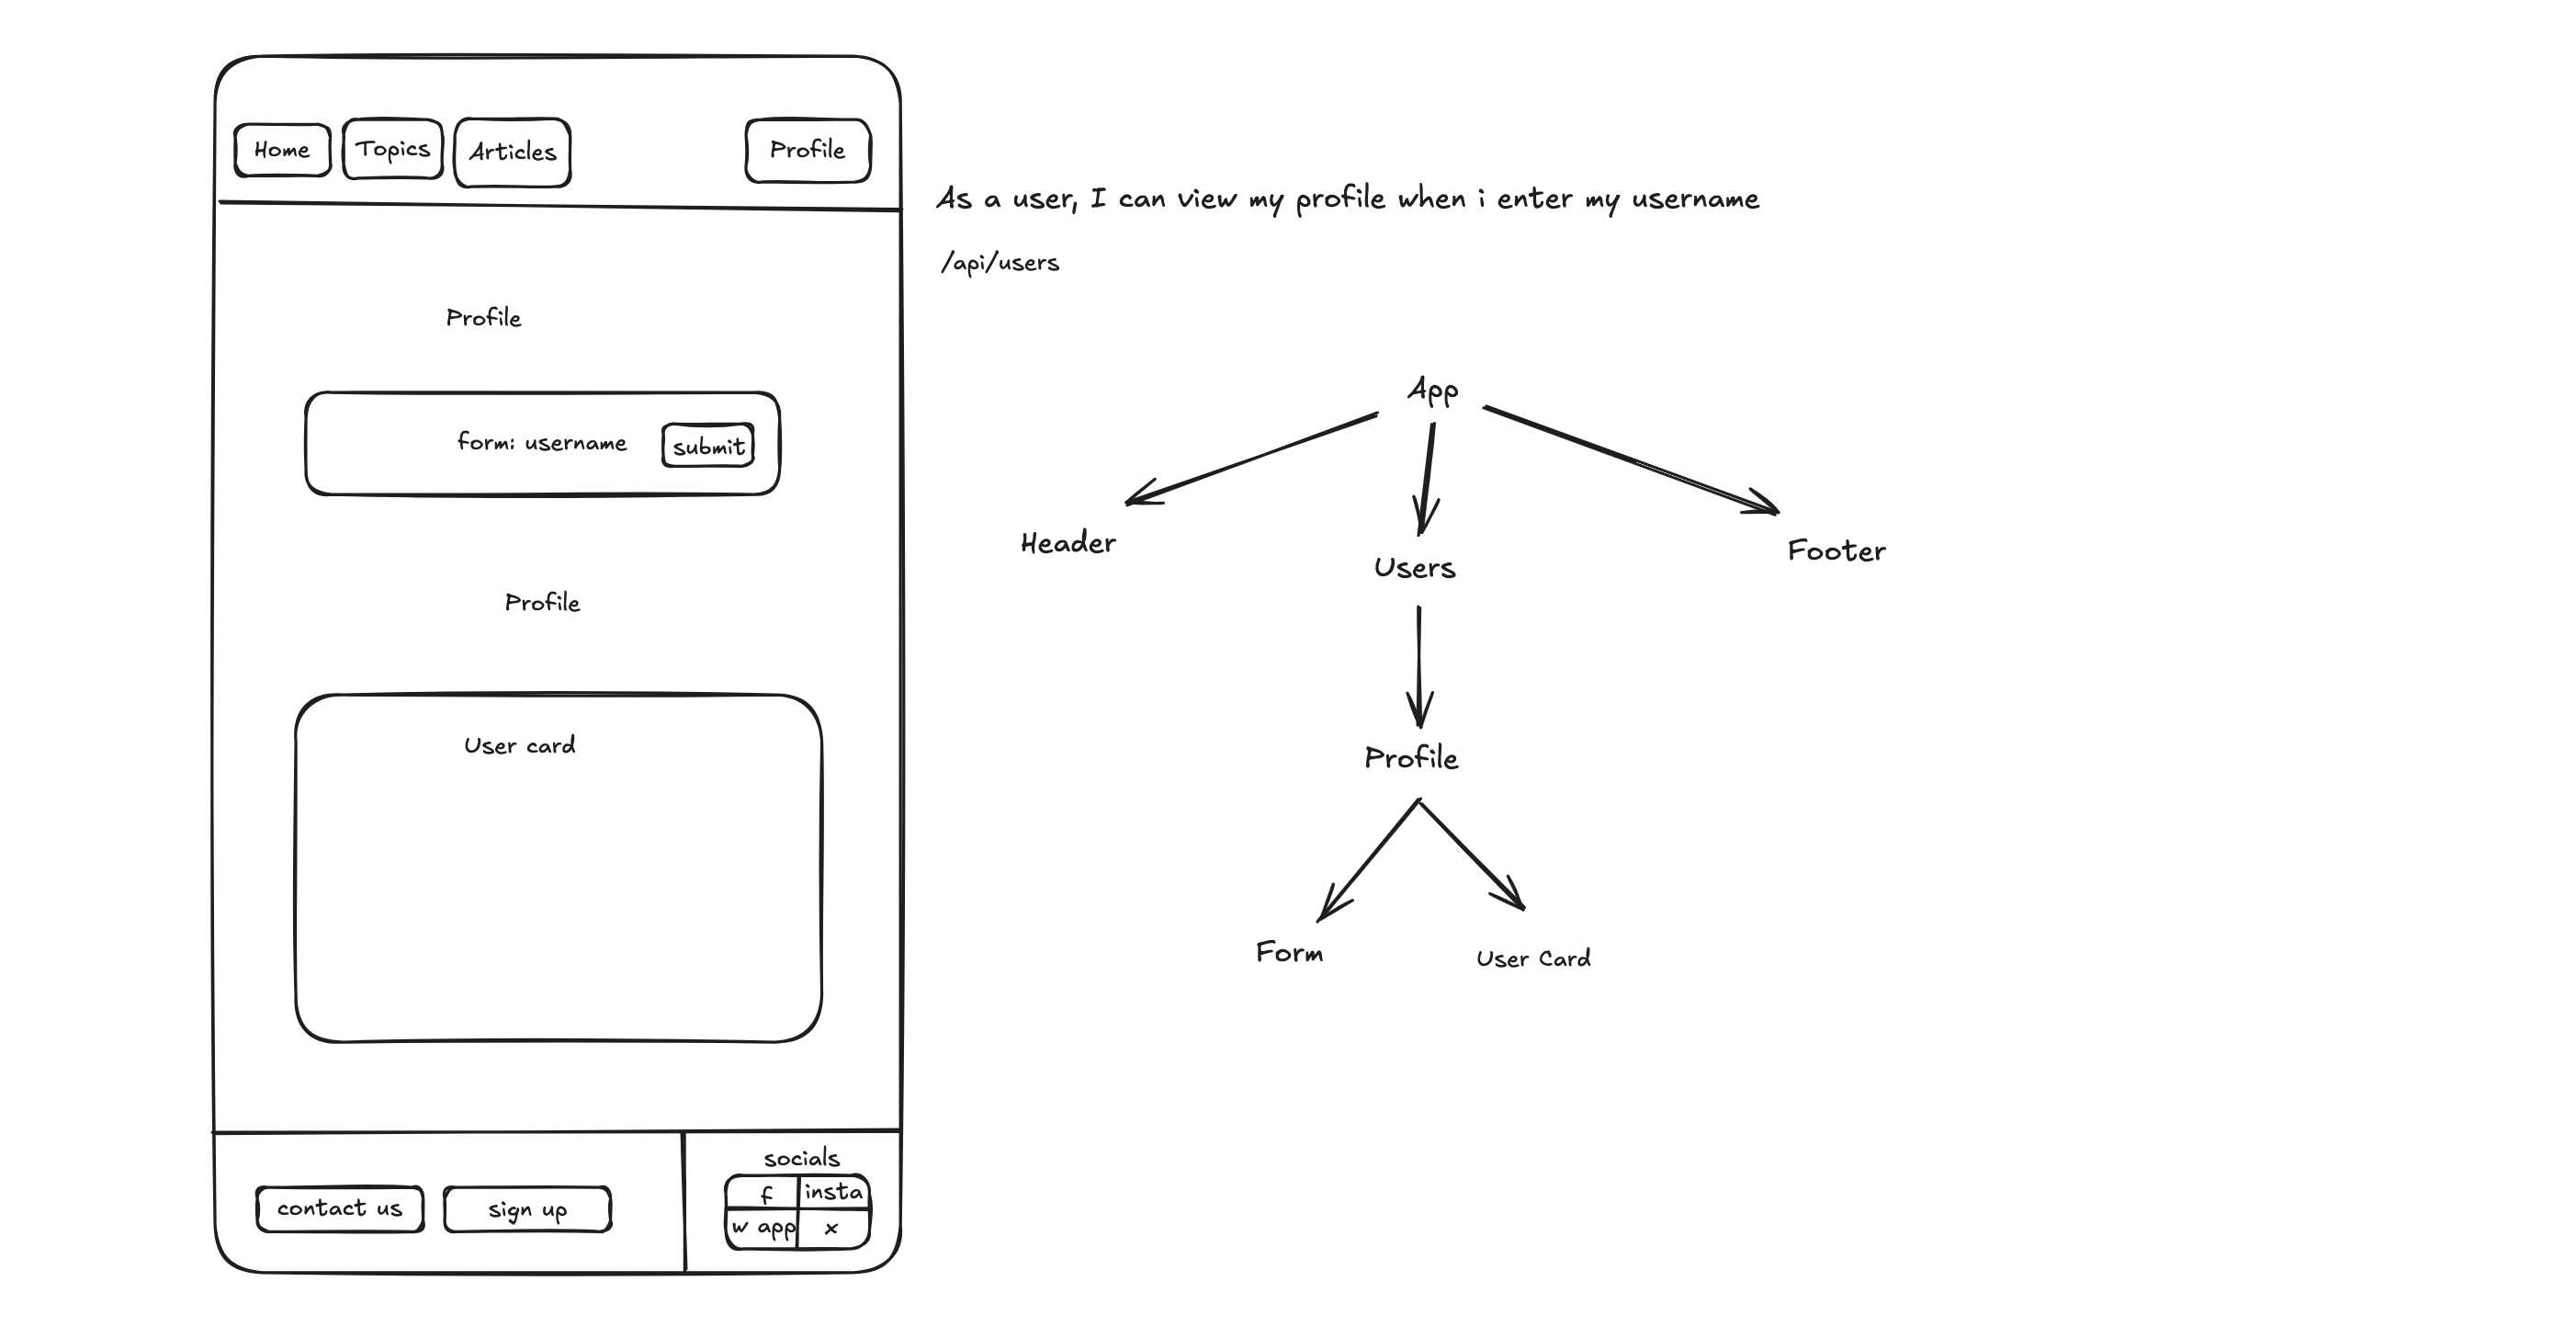 Home Topics Articles Profile
As a user, I can view my profile when i enter my username
/api/users
Profile
form: username submit
Profile
User card
contact us sign up
socials
f insta
w app x
App
Header Users Footer
Profile
Form User Card